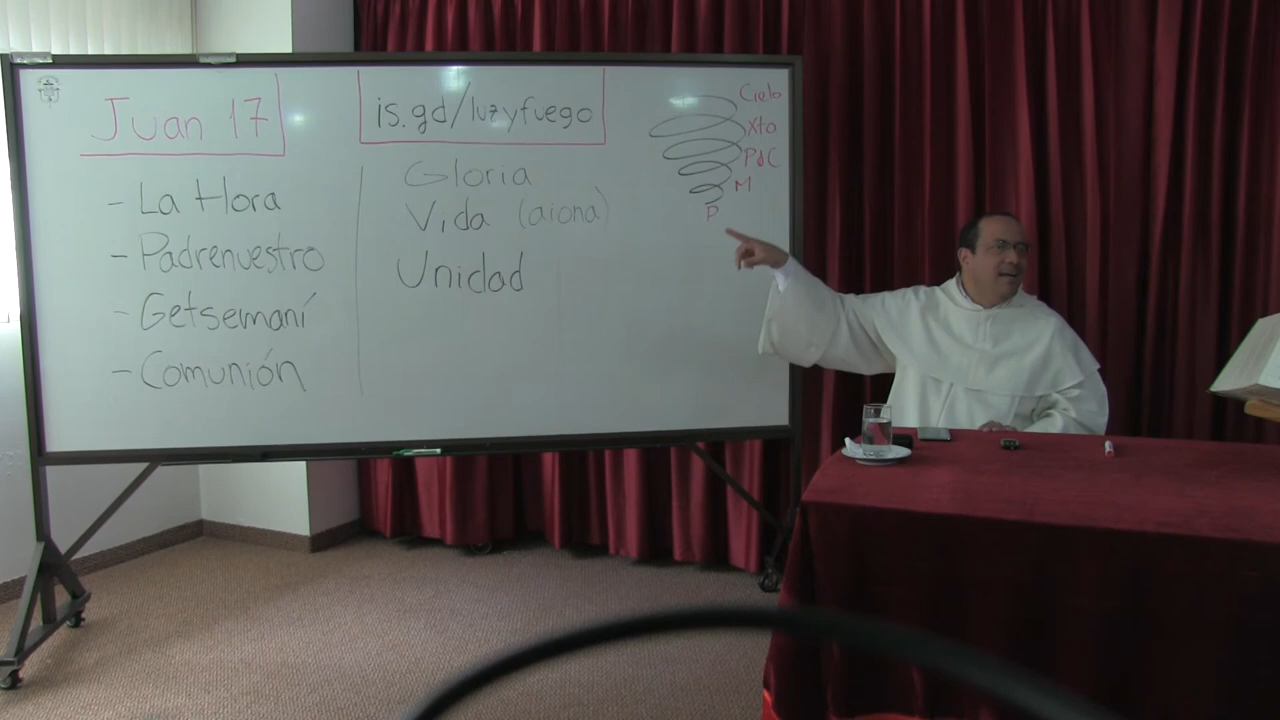 Juan 17
- La Hora
- Padrenuestro
- Getsemaní
- Comunión
is.gd/luzyfuego
Gloria
Vida (aiona)
Unidad
Cielo
Xto
PdC
M
P